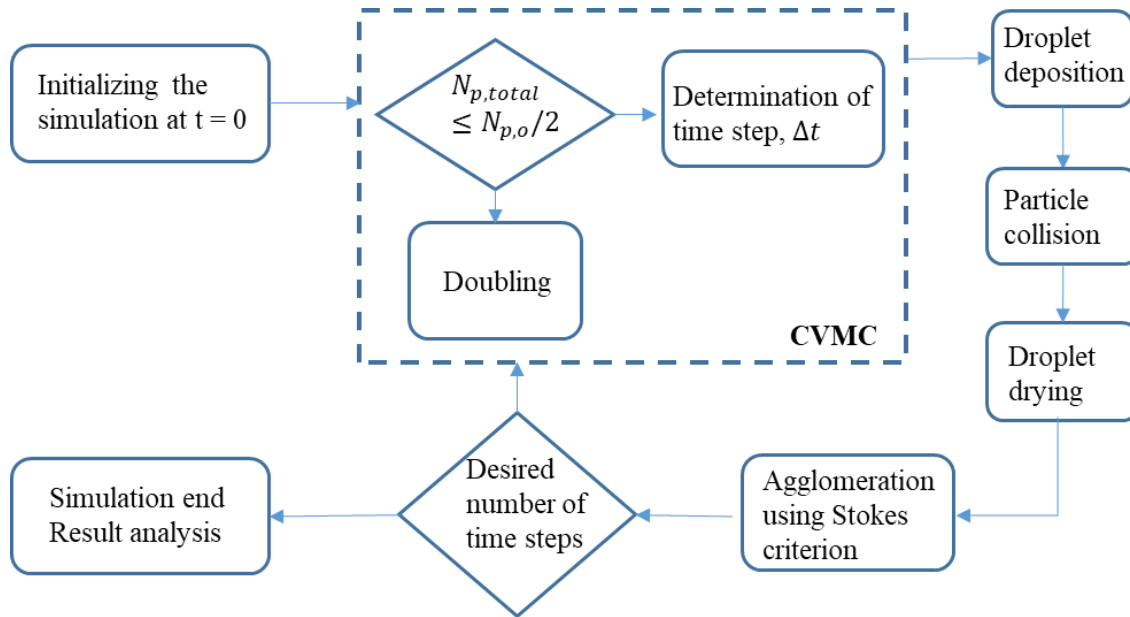 Initializing the
simulation at t = 0
N_{p,total}
≤ N_{p,o}/2
Determination of
time step, Δt
Doubling
CVMC
Droplet
deposition
Particle
collision
Droplet
drying
Agglomeration
using Stokes
criterion
Desired
number of
time steps
Simulation end
Result analysis